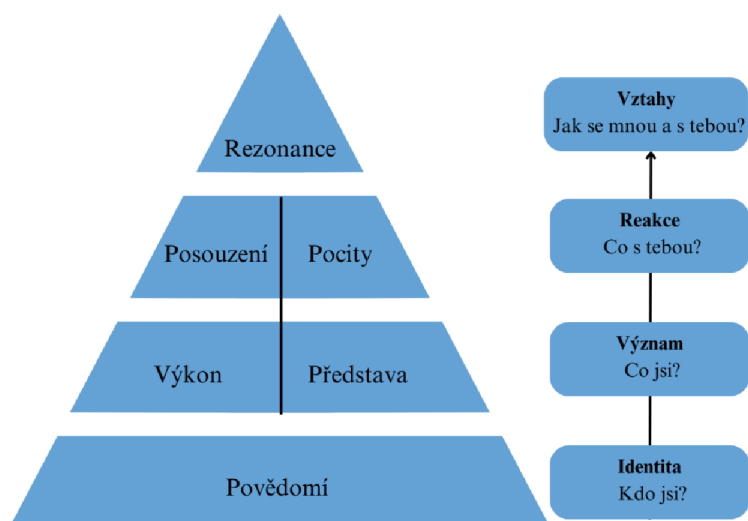 Rezonance
Posouzení
Pocity
Výkon
Představa
Povědomí
Vztahy
Jak se mnou a s tebou?
Reakce
Co s tebou?
Význam
Co jsi?
Identita
Kdo jsi?